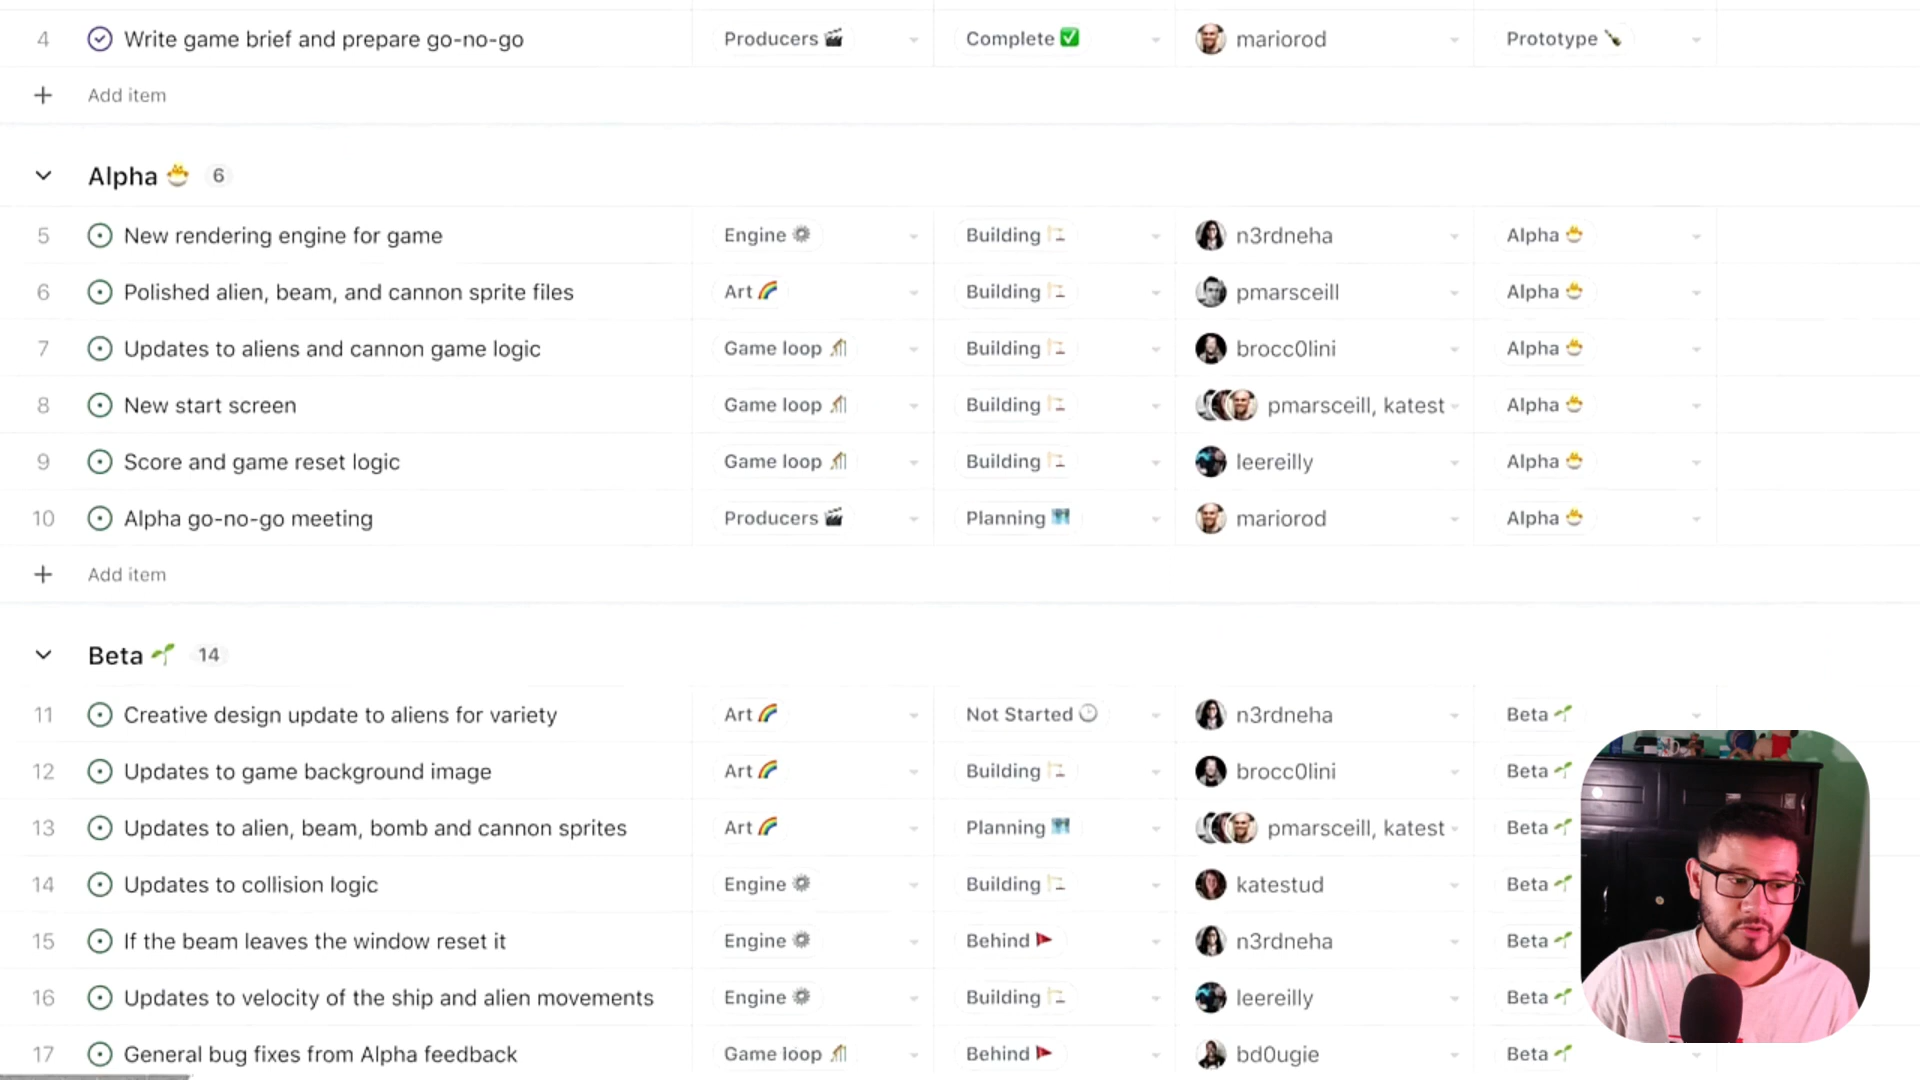 4 Write game brief and prepare go-no-go Producers 🎬 Complete ✅ mariorod Prototype
+ Add item
Alpha 🐣 6
5 New rendering engine for game Engine ⚙️ Building 🏗️ n3rdneha Alpha 🐣
6 Polished alien, beam, and cannon sprite files Art 🌈 Building 🏗️ pmarsceill Alpha 🐣
7 Updates to aliens and cannon game logic Game loop 🎢 Building 🏗️ brocc0lini Alpha 🐣
8 New start screen Game loop 🎢 Building 🏗️ pmarsceill, katest Alpha 🐣
9 Score and game reset logic Game loop 🎢 Building 🏗️ leereilly Alpha 🐣
10 Alpha go-no-go meeting Producers 🎬 Planning 🗺️ mariorod Alpha 🐣
+ Add item
Beta 🌱 14
11 Creative design update to aliens for variety Art 🌈 Not Started 🕒 n3rdneha Beta 🌱
12 Updates to game background image Art 🌈 Building 🏗️ brocc0lini Beta 🌱
13 Updates to alien, beam, bomb and cannon sprites Art 🌈 Planning 🗺️ pmarsceill, katest Beta 🌱
14 Updates to collision logic Engine ⚙️ Building 🏗️ katestud Beta 🌱
15 If the beam leaves the window reset it Engine ⚙️ Behind 🚩 n3rdneha Beta 🌱
16 Updates to velocity of the ship and alien movements Engine ⚙️ Building 🏗️ leereilly Beta 🌱
17 General bug fixes from Alpha feedback Game loop 🎢 Behind 🚩 bd0ugie Beta 🌱